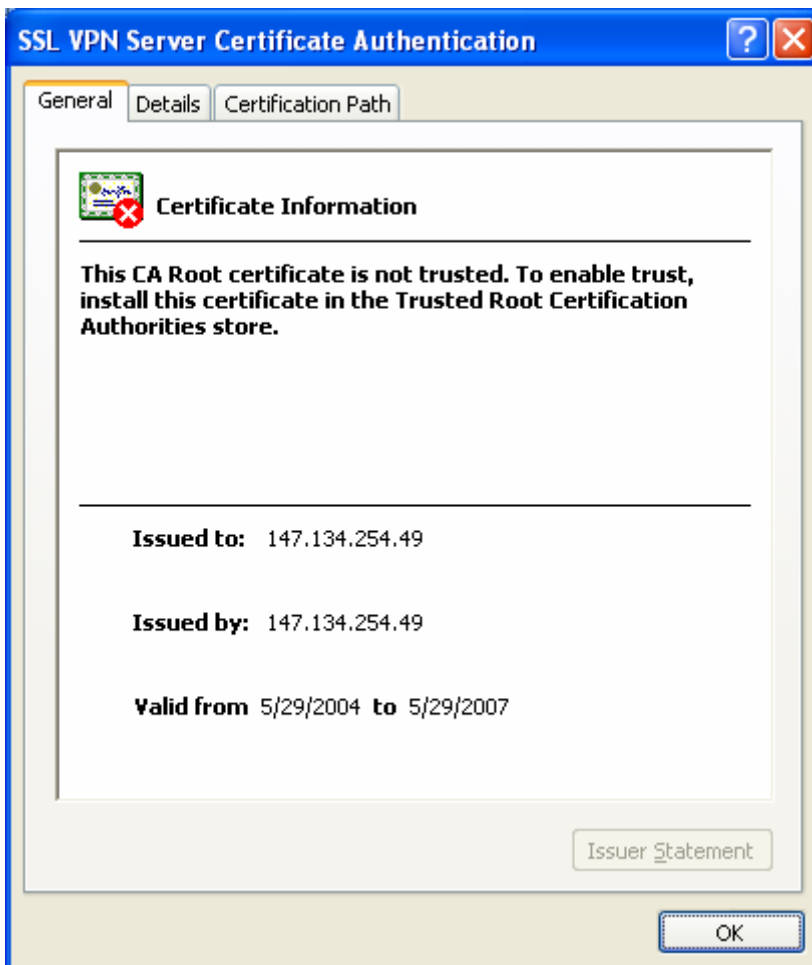 SSL VPN Server Certificate Authentication
General Details Certification Path
Certificate Information
This CA Root certificate is not trusted. To enable trust,
install this certificate in the Trusted Root Certification
Authorities store.
Issued to: 147.134.254.49
Issued by: 147.134.254.49
Valid from 5/29/2004 to 5/29/2007
Issuer Statement
OK